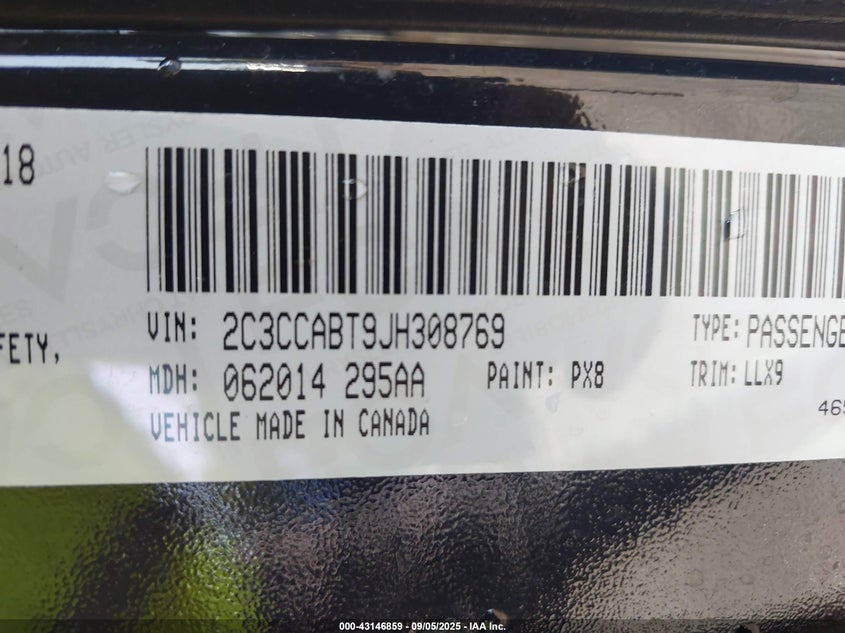 18
FETY,
VIN: 2C3CCABT9JH308769 TYPE: PASSENGE
MDH: 062014 295AA PAINT: PX8 TRIM: LLX9
465
VEHICLE MADE IN CANADA
000-43146859 - 09/05/2025 - IAA Inc.